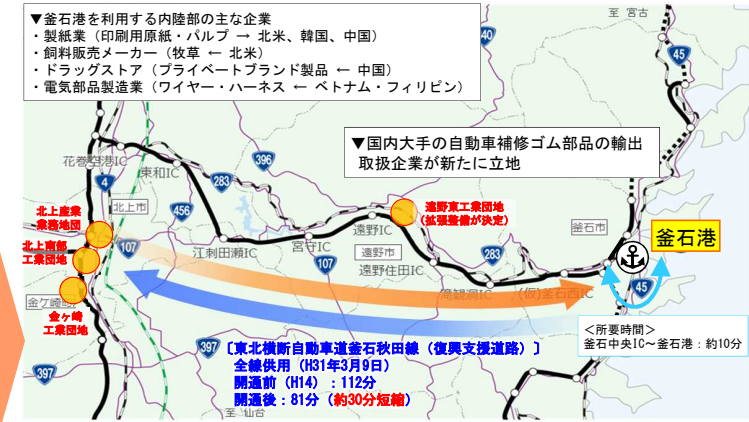 ▼釜石港を利用する内陸部の主な企業
・製紙業（印刷用原紙・パルプ → 北米、韓国、中国）
・飼料販売メーカー（牧草 ← 北米）
・ドラッグストア（プライベートブランド製品 ← 中国）
・電気部品製造業（ワイヤー・ハーネス ← ベトナム・フィリピン）
至 宮古
40
45
▼国内大手の自動車補修ゴム部品の輸出
取扱企業が新たに立地
花巻空港IC
東和IC
396
4
283
456
北上産業
業務地団
北上市
北上南部
工業団地
107
江刺田瀬IC
宮守IC
107
遠野IC
遠野東工業団地
（拡張整備が決定）
遠野市
遠野住田IC
283
滝観洞IC
(仮)釜石西IC
釜石市
釜石港
45
金ケ崎町
金ヶ崎
工業団地
397
397
＜所要時間＞
釜石中央IC～釜石港：約10分
〔東北横断自動車道釜石秋田線（復興支援道路）〕
全線供用（H31年3月9日）
開通前（H14）：112分
開通後：81分（約30分短縮）
至 仙台